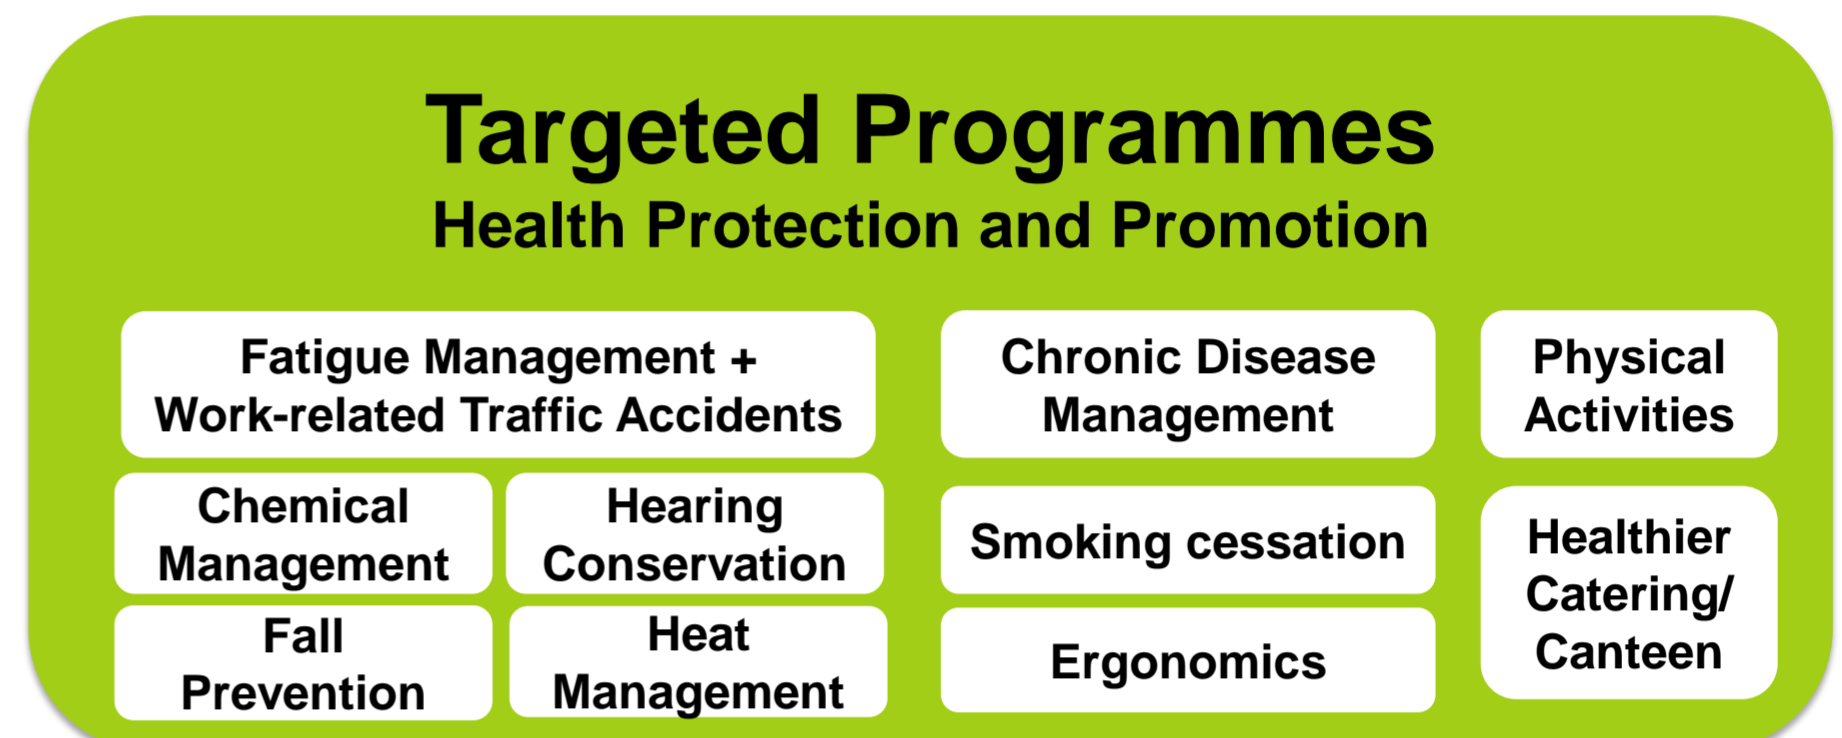 Targeted Programmes
Health Protection and Promotion
Fatigue Management +
Work-related Traffic Accidents
Chronic Disease
Management
Physical
Activities
Chemical
Management
Hearing
Conservation
Smoking cessation
Healthier
Catering/
Canteen
Fall
Prevention
Heat
Management
Ergonomics